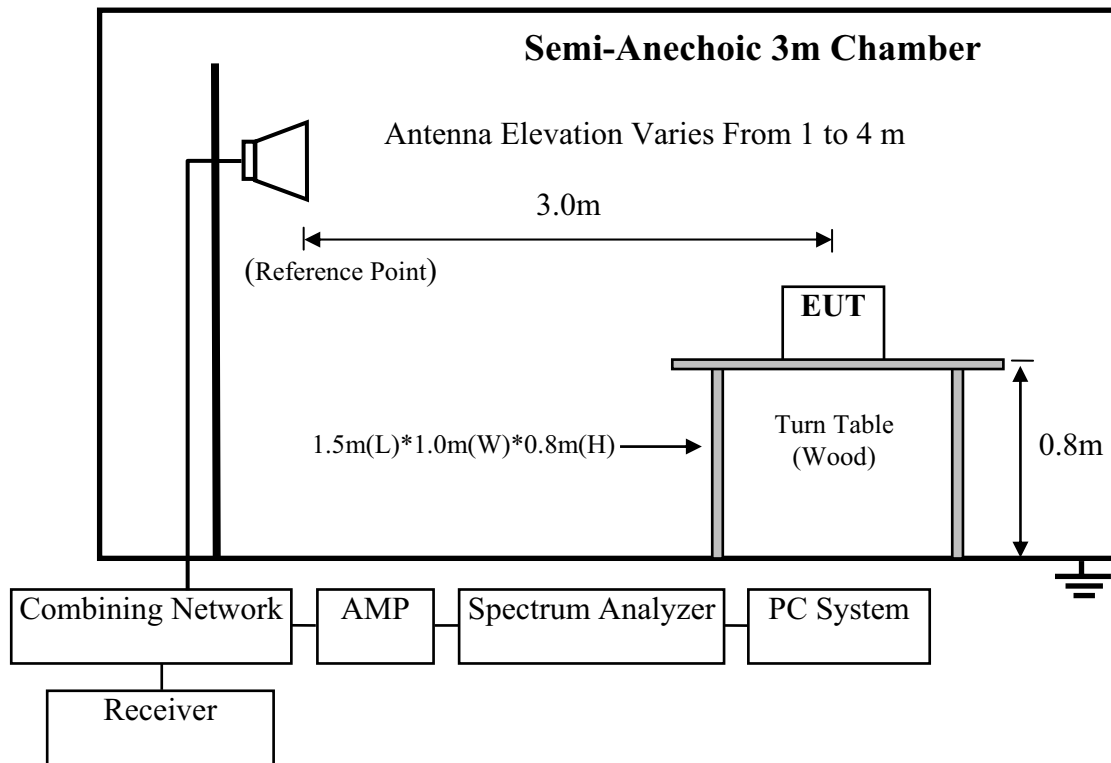 Semi-Anechoic 3m Chamber
Antenna Elevation Varies From 1 to 4 m
3.0m
(Reference Point)
EUT
1.5m(L)*1.0m(W)*0.8m(H)
Turn Table
(Wood)
0.8m
Combining Network
AMP
Spectrum Analyzer
PC System
Receiver